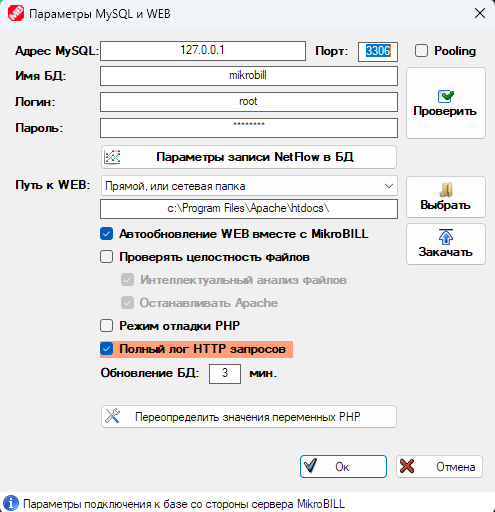 Параметры MySQL и WEB
Адрес MySQL: 127.0.0.1 Порт: 3306 Pooling
Имя БД: mikrobill
Логин: root
Проверить
Пароль: ********
Параметры записи NetFlow в БД
Путь к WEB: Прямой, или сетевая папка
Выбрать
c:\Program Files\Apache\htdocs\
Автообновление WEB вместе с MikroBILL
Закачать
Проверять целостность файлов
Интеллектуальный анализ файлов
Останавливать Apache
Режим отладки PHP
Полный лог HTTP запросов
Обновление БД: 3 мин.
Переопределить значения переменных PHP
Ок Отмена
Параметры подключения к базе со стороны сервера MikroBILL